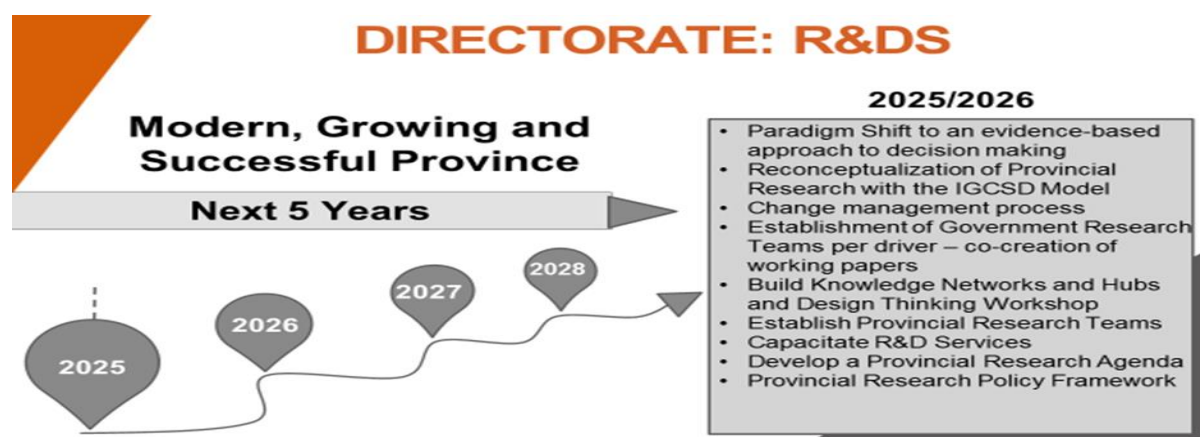 DIRECTORATE: R&DS
Modern, Growing and
Successful Province
Next 5 Years
2025
2026
2027
2028
2025/2026
• Paradigm Shift to an evidence-based
approach to decision making
• Reconceptualization of Provincial
Research with the IGCSD Model
• Change management process
• Establishment of Government Research
Teams per driver – co-creation of
working papers
• Build Knowledge Networks and Hubs
and Design Thinking Workshop
• Establish Provincial Research Teams
• Capacitate R&D Services
• Develop a Provincial Research Agenda
• Provincial Research Policy Framework